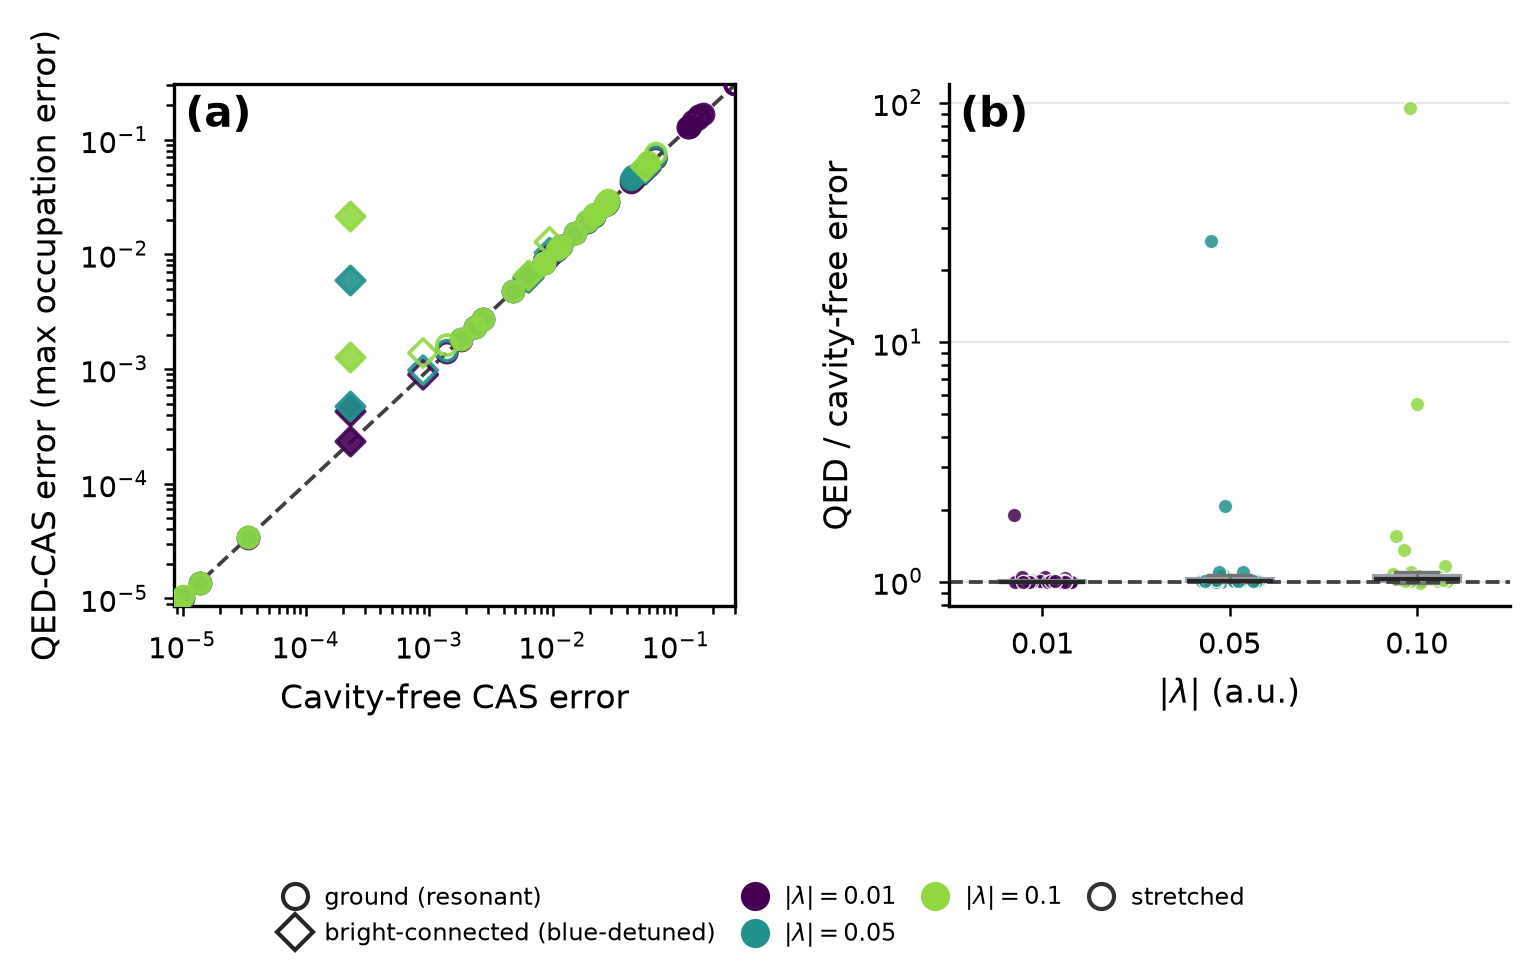 (a)
QED-CAS error (max occupation error)
10⁻¹
10⁻²
10⁻³
10⁻⁴
10⁻⁵
10⁻⁵ 10⁻⁴ 10⁻³ 10⁻² 10⁻¹
Cavity-free CAS error
(b)
QED / cavity-free error
10²
10¹
10⁰
0.01 0.05 0.10
|λ| (a.u.)
ground (resonant)
bright-connected (blue-detuned)
|λ| = 0.01
|λ| = 0.05
|λ| = 0.1
stretched